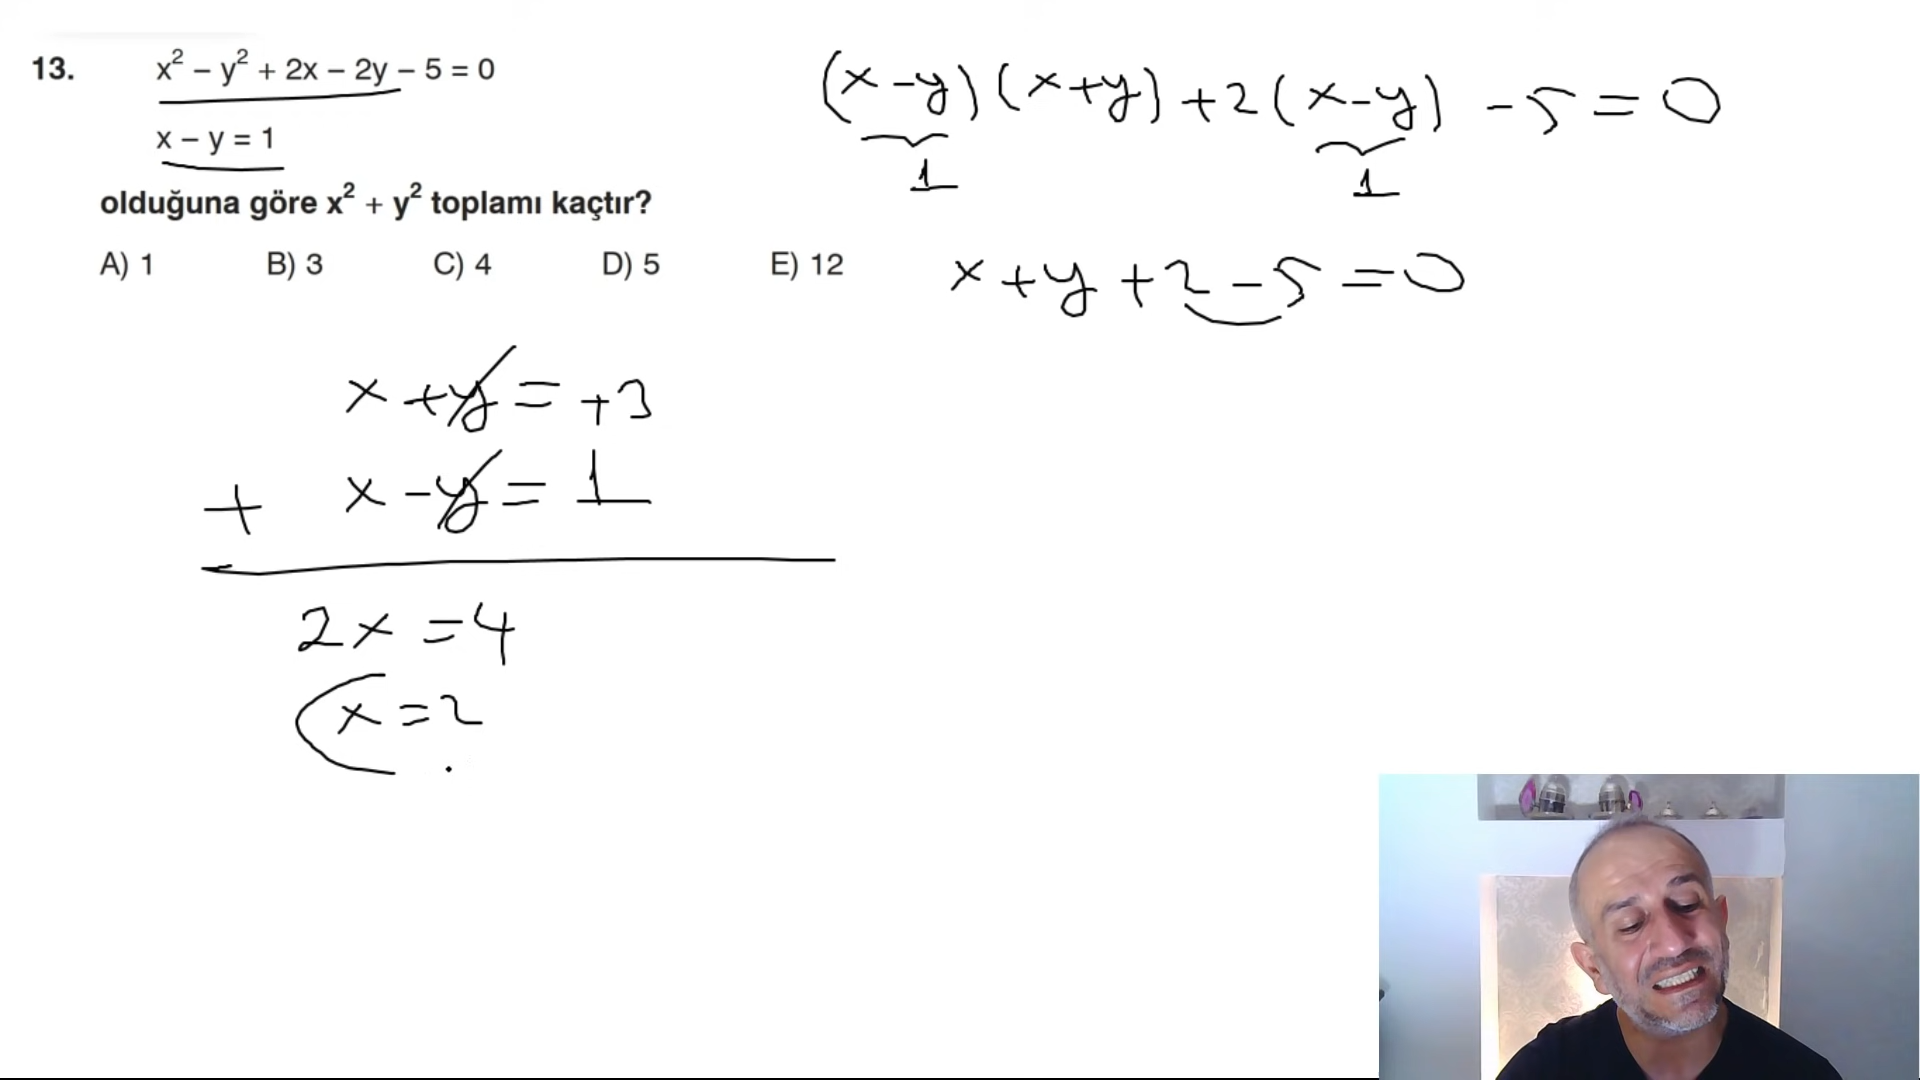 13. x² – y² + 2x – 2y – 5 = 0
x – y = 1
olduğuna göre x² + y² toplamı kaçtır?
A) 1 B) 3 C) 4 D) 5 E) 12
(x-y)(x+y)+2(x-y)-5=0
1 1
x+y+2-5=0
x+y=+3
+ x-y=1
2x=4
x=2